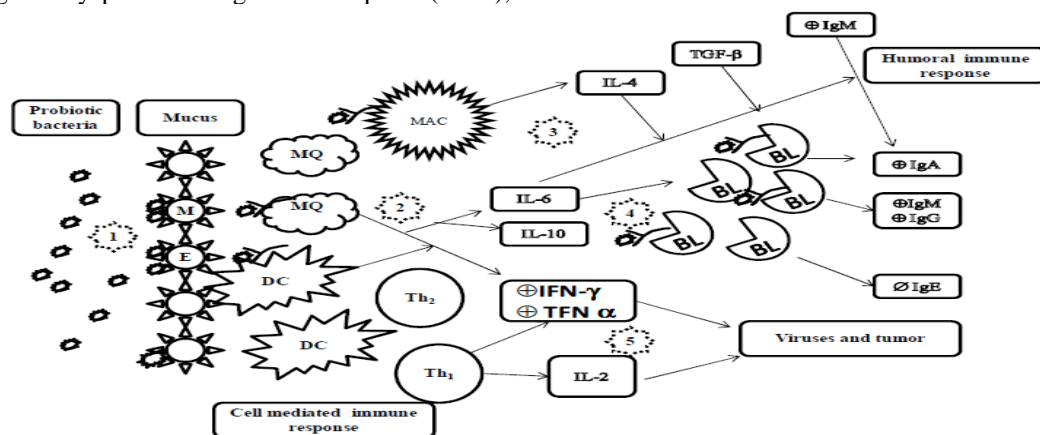 ⊕IgM
TGF-β
Humoral immune
response
IL-4
Probiotic
bacteria
Mucus
MAC
3
MQ
BL
⊕IgA
BL
BL
M
MQ
2
IL-6
4
⊕IgM
⊕IgG
1
IL-10
BL
BL
E
DC
Th2
⊕IFN-γ
⊕ TFN α
Ø IgE
DC
5
Viruses and tumor
Th1
IL-2
Cell mediated immune
response